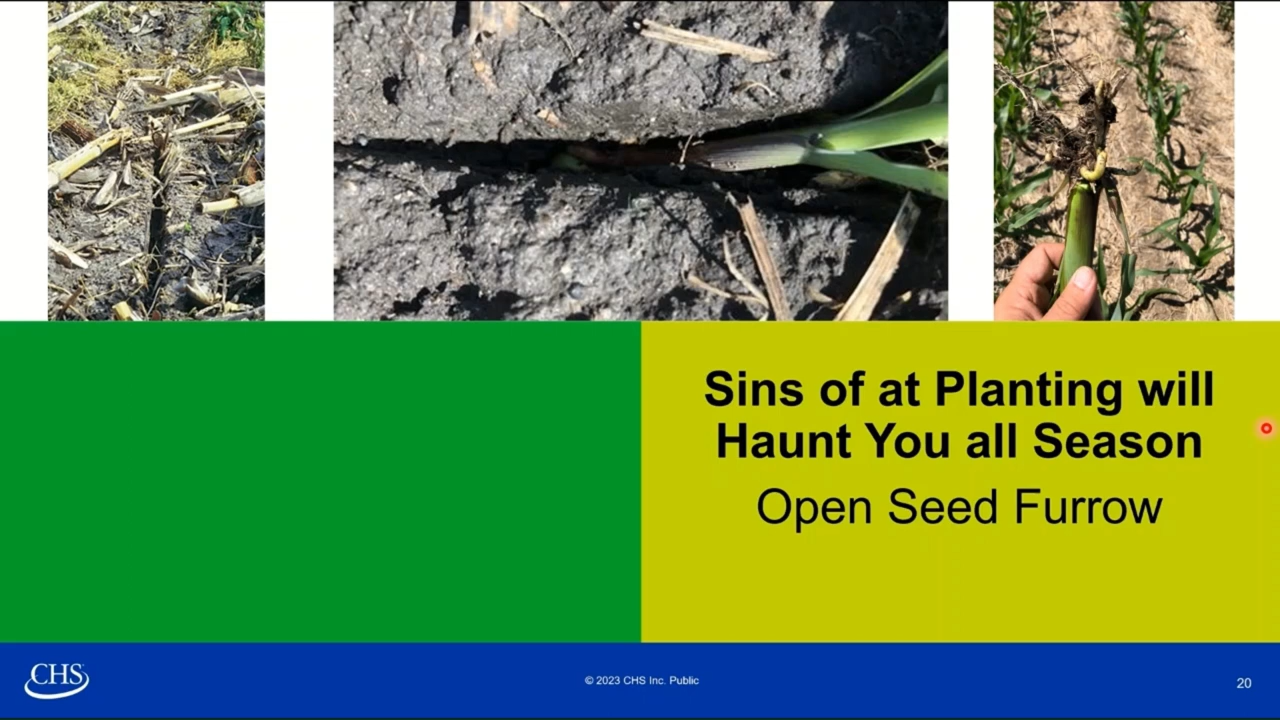 Sins of at Planting will
Haunt You all Season
Open Seed Furrow
CHS
© 2023 CHS Inc. Public
20